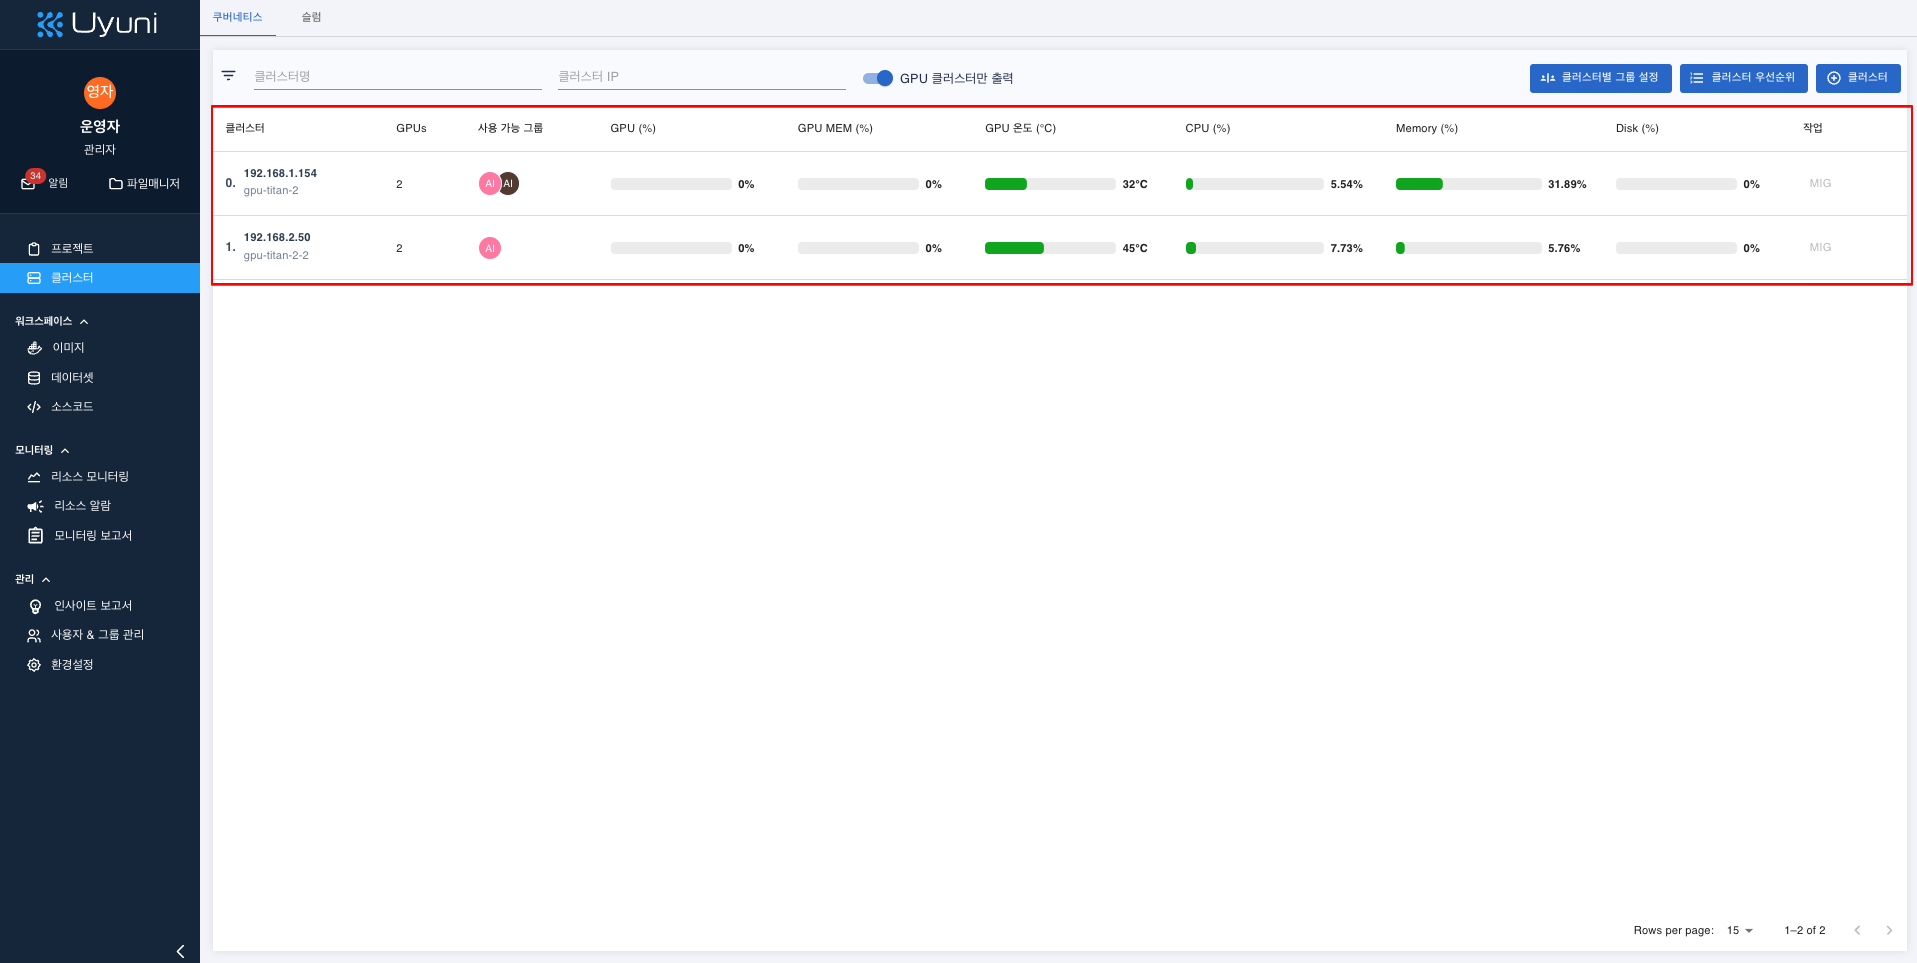 Uyuni
영자
운영자
관리자
34
알림
파일매니저
프로젝트
클러스터
워크스페이스
이미지
데이터셋
소스코드
모니터링
리소스 모니터링
리소스 알람
모니터링 보고서
관리
인사이트 보고서
사용자 & 그룹 관리
환경설정
쿠버네티스 슬럼
클러스터명 클러스터 IP GPU 클러스터만 출력 클러스터별 그룹 설정 클러스터 우선순위 클러스터
클러스터 GPUs 사용 가능 그룹 GPU (%) GPU MEM (%) GPU 온도 (°C) CPU (%) Memory (%) Disk (%) 작업
0. 192.168.1.154 2 AI AI 0% 0% 32°C 5.54% 31.89% 0% MIG
gpu-titan-2
1. 192.168.2.50 2 AI 0% 0% 45°C 7.73% 5.76% 0% MIG
gpu-titan-2-2
Rows per page: 15 1–2 of 2